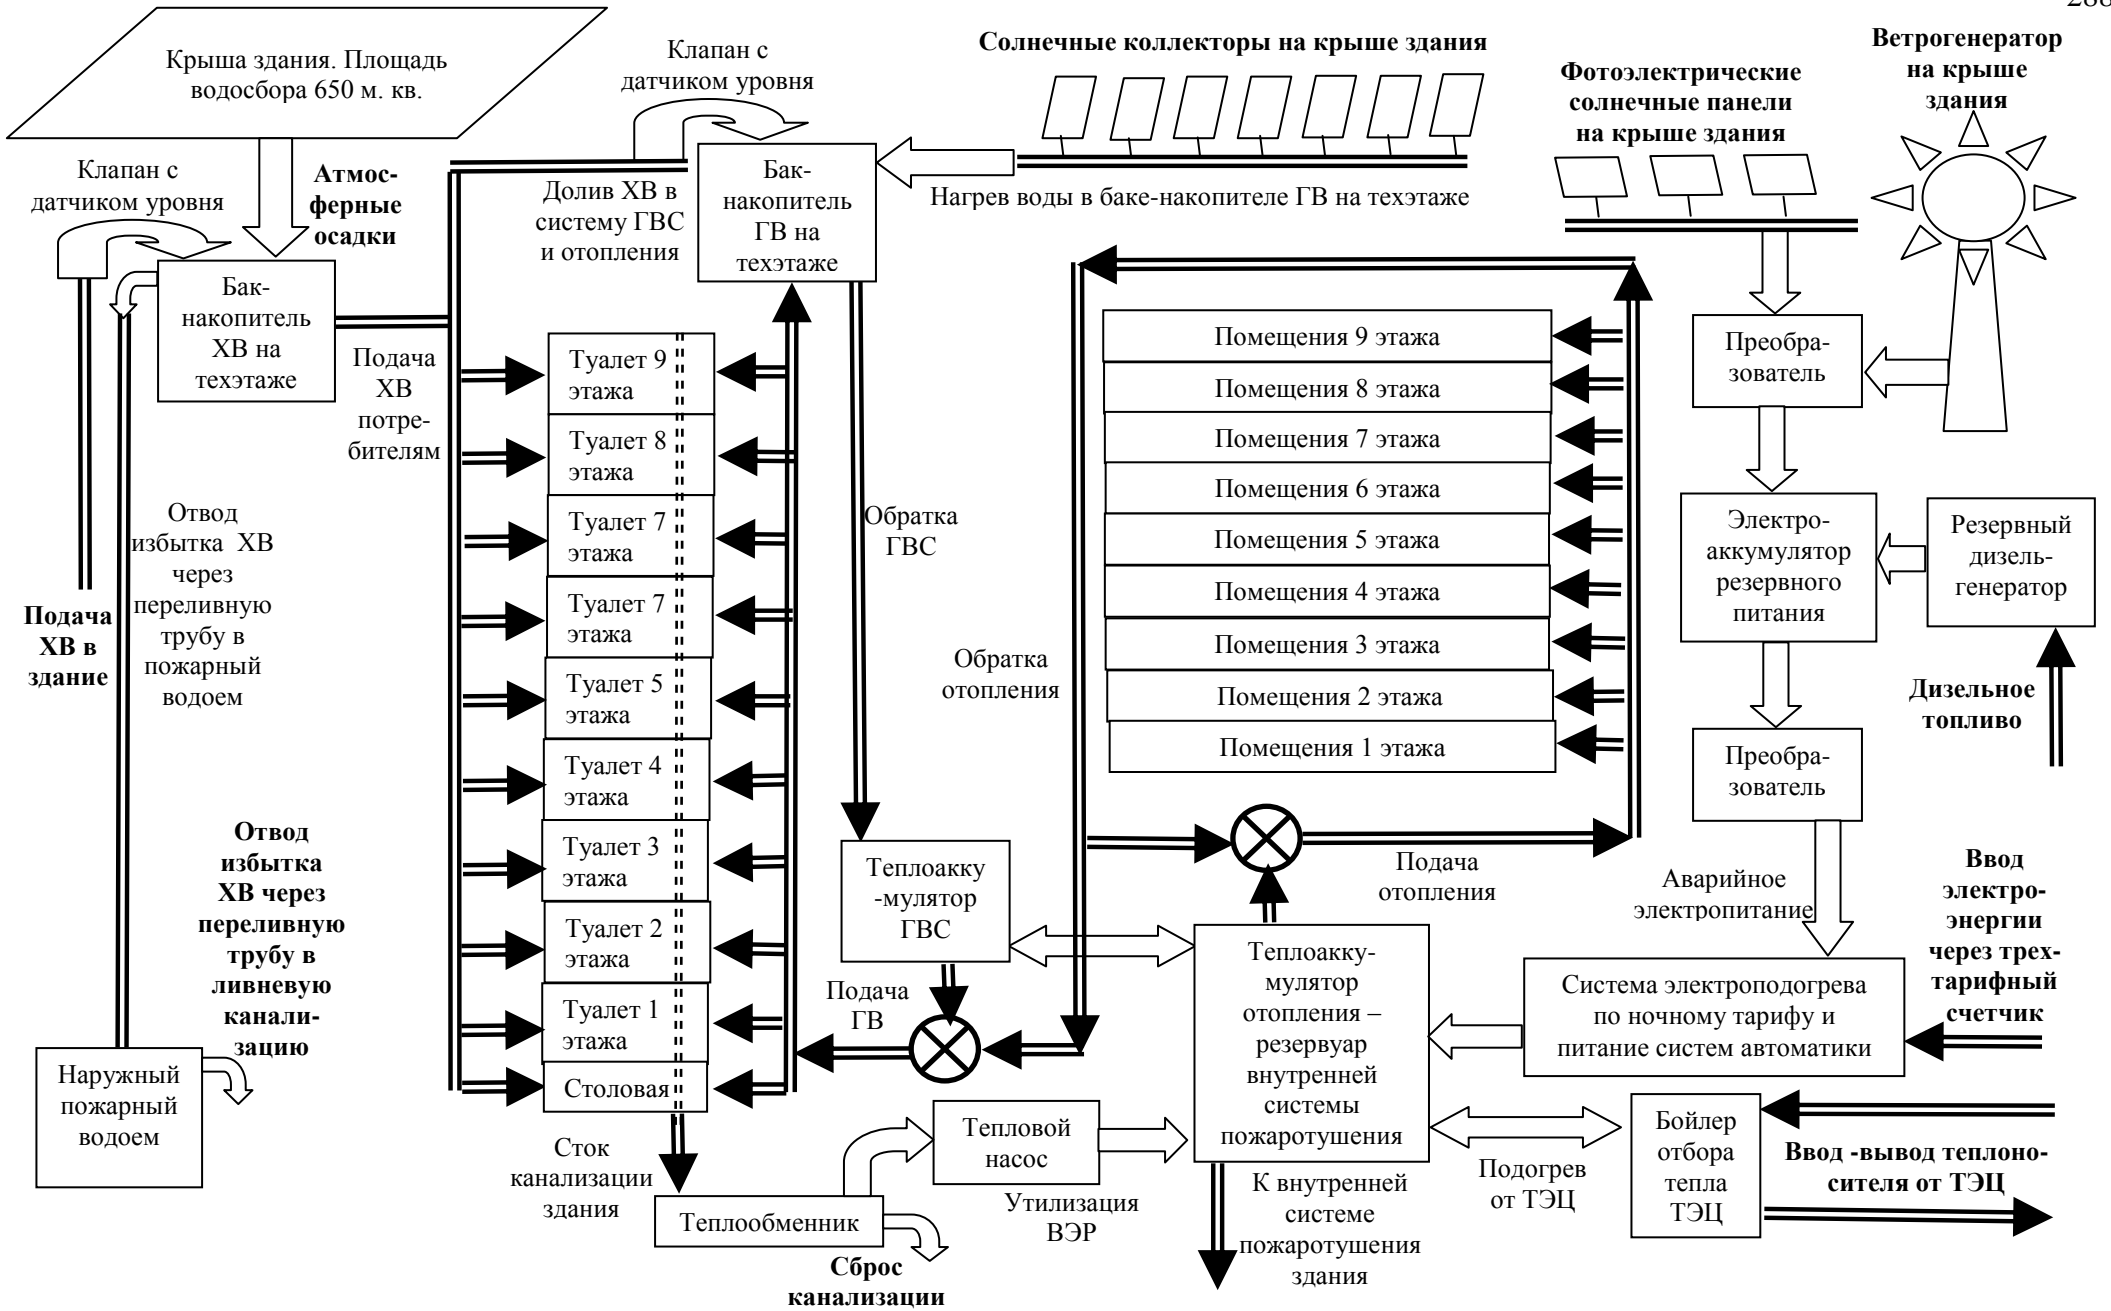 288
Крыша здания. Площадь
водосбора 650 м. кв.
Клапан с
датчиком уровня
Солнечные коллекторы на крыше здания
Фотоэлектрические
солнечные панели
на крыше здания
Ветрогенератор
на крыше
здания
Клапан с
датчиком уровня
Атмос-
ферные
осадки
Долив ХВ в
систему ГВС
и отопления
Бак-
накопитель
ГВ на
техэтаже
Нагрев воды в баке-накопителе ГВ на техэтаже
Бак-
накопитель
ХВ на
техэтаже
Подача
ХВ
потре-
бителям
Туалет 9
этажа
Туалет 8
этажа
Туалет 7
этажа
Туалет 7
этажа
Туалет 5
этажа
Туалет 4
этажа
Туалет 3
этажа
Туалет 2
этажа
Туалет 1
этажа
Столовая
Обратка
ГВС
Обратка
отопления
Помещения 9 этажа
Помещения 8 этажа
Помещения 7 этажа
Помещения 6 этажа
Помещения 5 этажа
Помещения 4 этажа
Помещения 3 этажа
Помещения 2 этажа
Помещения 1 этажа
Преобра-
зователь
Электро-
аккумулятор
резервного
питания
Резервный
дизель-
генератор
Дизельное
топливо
Преобра-
зователь
Отвод
избытка ХВ
через
переливную
трубу в
пожарный
водоем
Подача
ХВ в
здание
Отвод
избытка
ХВ через
переливную
трубу в
ливневую
канали-
зацию
Наружный
пожарный
водоем
Теплоакку
-мулятор
ГВС
Подача
ГВ
Подача
отопления
Аварийное
электропитание
Ввод
электро-
энергии
через трех-
тарифный
счетчик
Теплоакку-
мулятор
отопления –
резервуар
внутренней
системы
пожаротушения
Система электроподогрева
по ночному тарифу и
питание систем автоматики
Бойлер
отбора
тепла
ТЭЦ
Ввод -вывод теплоно-
сителя от ТЭЦ
Подогрев
от ТЭЦ
Сток
канализации
здания
Теплообменник
Тепловой
насос
Утилизация
ВЭР
К внутренней
системе
пожаротушения
здания
Сброс
канализации